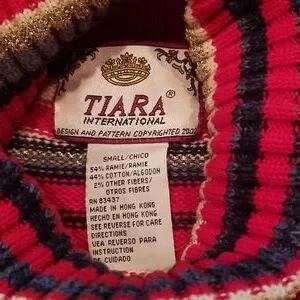 TIARA®
INTERNATIONAL
DESIGN AND PATTERN COPYRIGHTED
SMALL/CHICO
54% RAMIE/RAMIE
44% COTTON/ALGODON
2% OTHER FIBERS/
OTROS FIBRES
RN 83437
MADE IN HONG KONG
HECHO EN HONG KONG
SEE REVERSE FOR CARE
DIRECTIONS
VEA REVERSO PARA
INSTRUCTION
DE CUIDADO